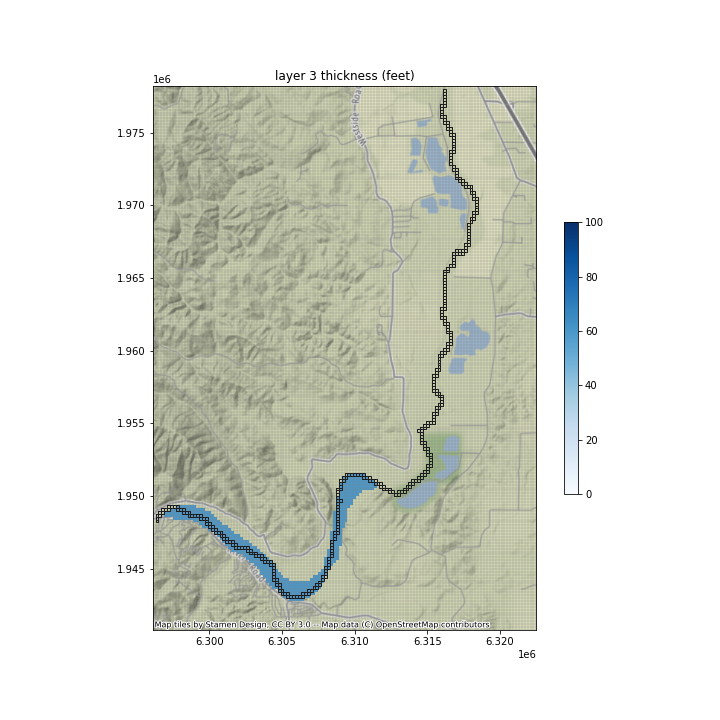 layer 3 thickness (feet)
1e6
Westside Road
1.975
1.970
1.965
1.960
1.955
1.950
1.945
100
80
60
40
20
0
Map tiles by Stamen Design, CC BY 3.0 -- Map data (C) OpenStreetMap contributors
6.300 6.305 6.310 6.315 6.320
1e6